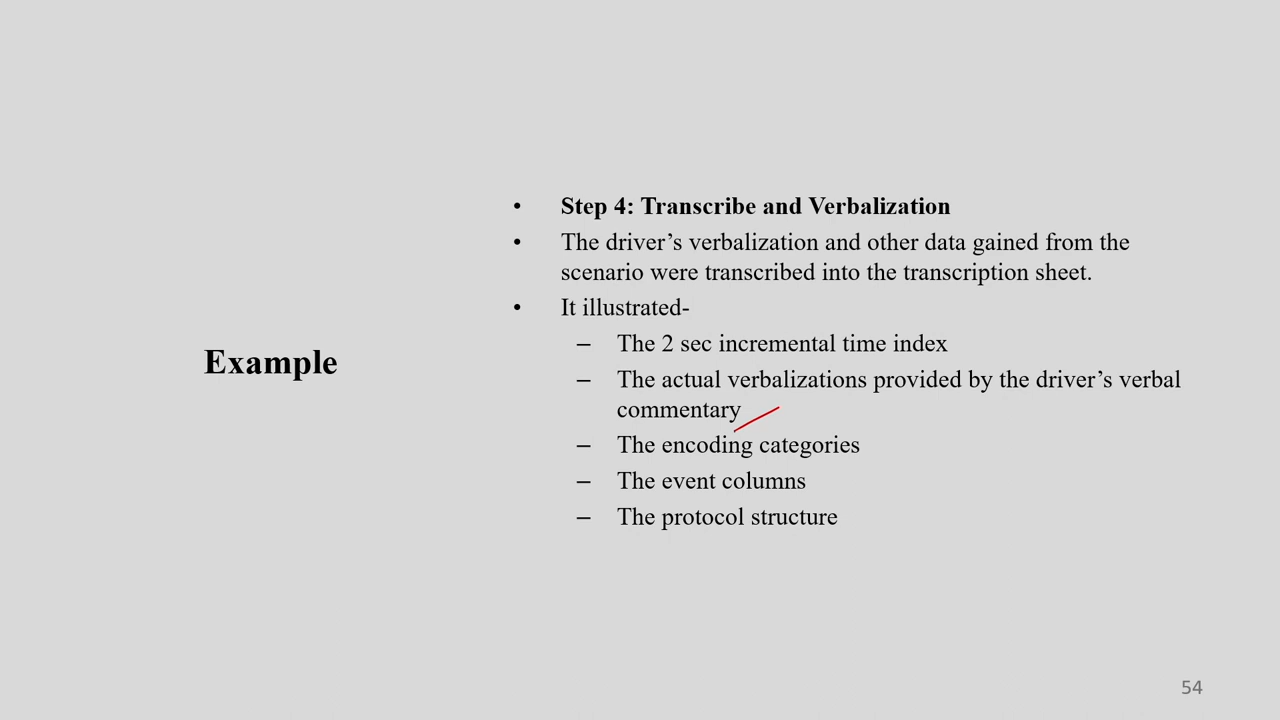 Example
• Step 4: Transcribe and Verbalization
• The driver’s verbalization and other data gained from the
scenario were transcribed into the transcription sheet.
• It illustrated-
– The 2 sec incremental time index
– The actual verbalizations provided by the driver’s verbal
commentary
– The encoding categories
– The event columns
– The protocol structure
54